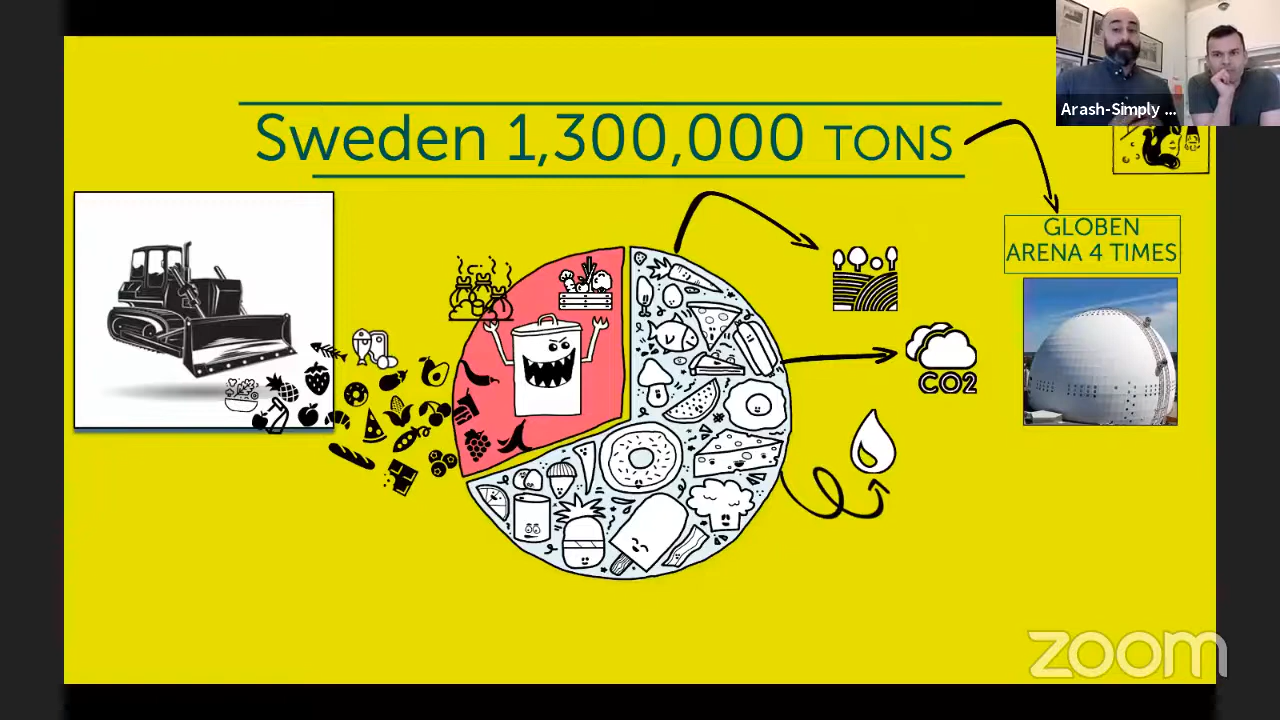 Arash-Simply ...
Sweden 1,300,000 TONS
GLOBEN
ARENA 4 TIMES
CO2
zoom